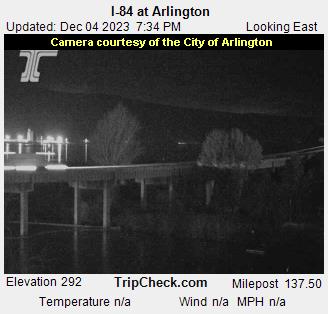 I-84 at Arlington
Updated: Dec 04 2023 7:34 PM Looking East
Camera courtesy of the City of Arlington
Elevation 292 TripCheck.com Milepost 137.50
Temperature n/a Wind n/a MPH n/a